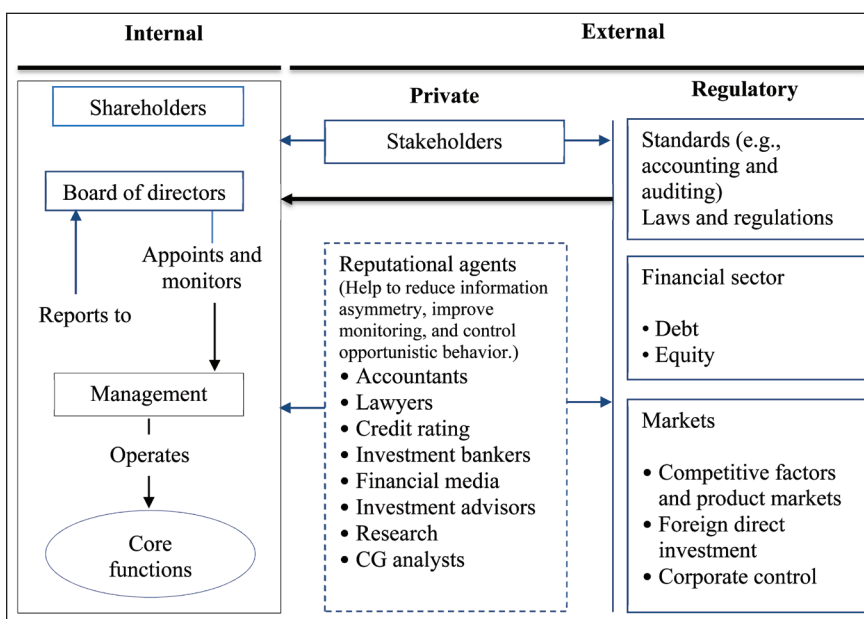 Internal
External
Private
Regulatory
Shareholders
Board of directors
Appoints and
monitors
Reports to
Management
Operates
Core
functions
Stakeholders
Reputational agents
(Help to reduce information
asymmetry, improve
monitoring, and control
opportunistic behavior.)
• Accountants
• Lawyers
• Credit rating
• Investment bankers
• Financial media
• Investment advisors
• Research
• CG analysts
Standards (e.g.,
accounting and
auditing)
Laws and regulations
Financial sector
• Debt
• Equity
Markets
• Competitive factors
and product markets
• Foreign direct
investment
• Corporate control